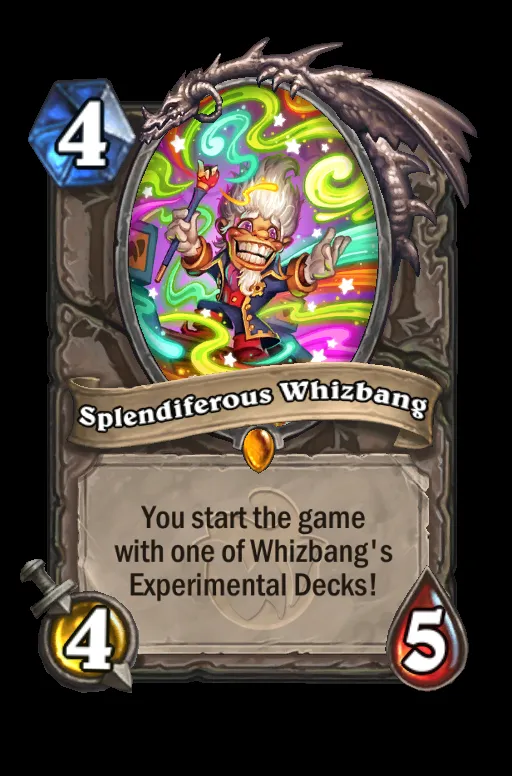 4
Splendiferous Whizbang
You start the game
with one of Whizbang's
Experimental Decks!
4
5